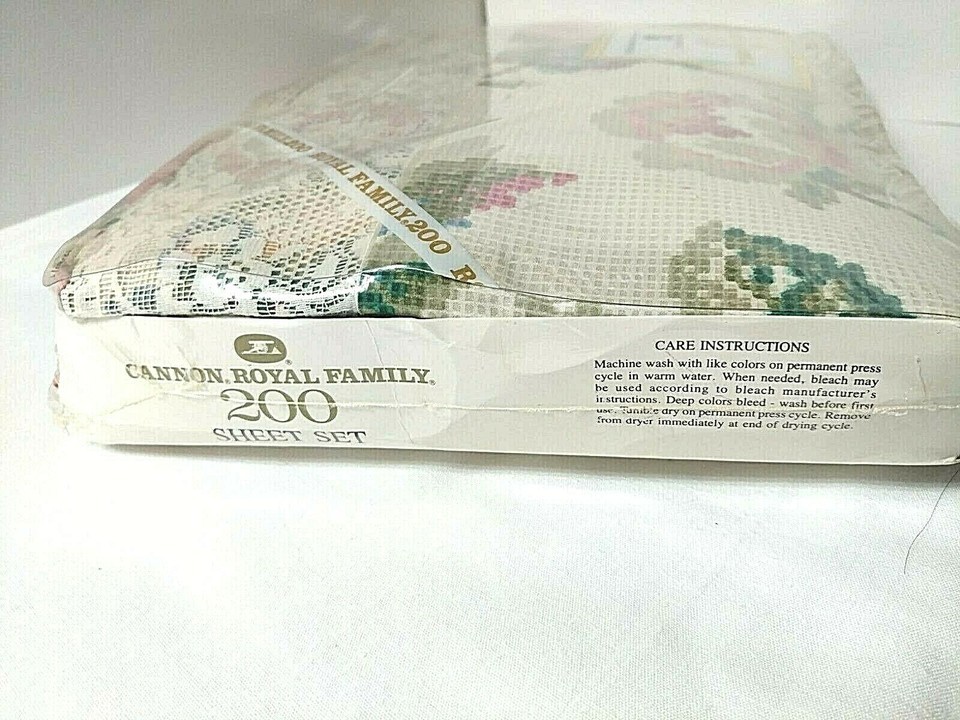 ROYAL FAMILY.200 R
CANNON. ROYAL FAMILY®
200
SHEET SET
CARE INSTRUCTIONS
Machine wash with like colors on permanent press
cycle in warm water. When needed, bleach may
be used according to bleach manufacturer's
instructions. Deep colors bleed - wash before first
use. Tumble dry on permanent press cycle. Remove
from dryer immediately at end of drying cycle.